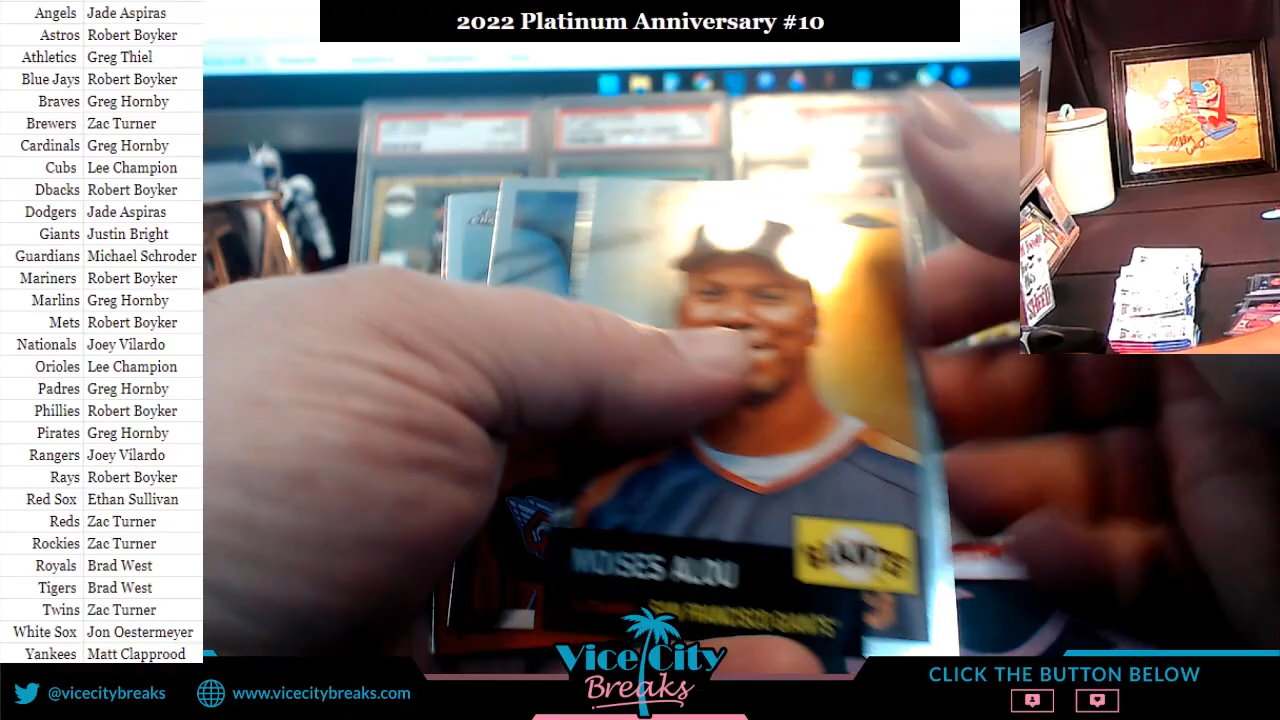 2022 Platinum Anniversary #10
Angels Jade Aspiras
Astros Robert Boyker
Athletics Greg Thiel
Blue Jays Robert Boyker
Braves Greg Hornby
Brewers Zac Turner
Cardinals Greg Hornby
Cubs Lee Champion
Dbacks Robert Boyker
Dodgers Jade Aspiras
Giants Justin Bright
Guardians Michael Schroder
Mariners Robert Boyker
Marlins Greg Hornby
Mets Robert Boyker
Nationals Joey Vilardo
Orioles Lee Champion
Padres Greg Hornby
Phillies Robert Boyker
Pirates Greg Hornby
Rangers Joey Vilardo
Rays Robert Boyker
Red Sox Ethan Sullivan
Reds Zac Turner
Rockies Zac Turner
Royals Brad West
Tigers Brad West
Twins Zac Turner
White Sox Jon Oestermeyer
Yankees Matt Clapprood
GIANTS
MOISES ALOU
SAN FRANCISCO GIANTS
Vice City
Breaks
@vicecitybreaks
www.vicecitybreaks.com
CLICK THE BUTTON BELOW